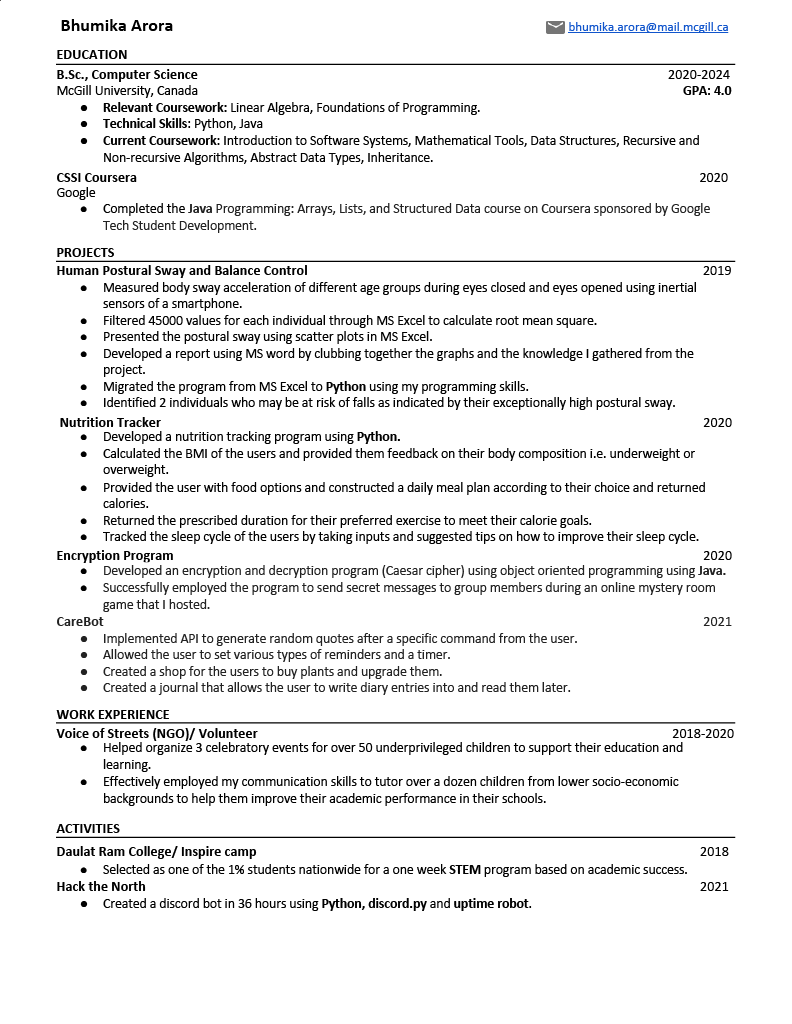 Bhumika Arora
bhumika.arora@mail.mcgill.ca
EDUCATION
B.Sc., Computer Science 2020-2024
McGill University, Canada GPA: 4.0
● Relevant Coursework: Linear Algebra, Foundations of Programming.
● Technical Skills: Python, Java
● Current Coursework: Introduction to Software Systems, Mathematical Tools, Data Structures, Recursive and
Non-recursive Algorithms, Abstract Data Types, Inheritance.
CSSI Coursera 2020
Google
● Completed the Java Programming: Arrays, Lists, and Structured Data course on Coursera sponsored by Google
Tech Student Development.
PROJECTS
Human Postural Sway and Balance Control 2019
● Measured body sway acceleration of different age groups during eyes closed and eyes opened using inertial
sensors of a smartphone.
● Filtered 45000 values for each individual through MS Excel to calculate root mean square.
● Presented the postural sway using scatter plots in MS Excel.
● Developed a report using MS word by clubbing together the graphs and the knowledge I gathered from the
project.
● Migrated the program from MS Excel to Python using my programming skills.
● Identified 2 individuals who may be at risk of falls as indicated by their exceptionally high postural sway.
Nutrition Tracker 2020
● Developed a nutrition tracking program using Python.
● Calculated the BMI of the users and provided them feedback on their body composition i.e. underweight or
overweight.
● Provided the user with food options and constructed a daily meal plan according to their choice and returned
calories.
● Returned the prescribed duration for their preferred exercise to meet their calorie goals.
● Tracked the sleep cycle of the users by taking inputs and suggested tips on how to improve their sleep cycle.
Encryption Program 2020
● Developed an encryption and decryption program (Caesar cipher) using object oriented programming using Java.
● Successfully employed the program to send secret messages to group members during an online mystery room
game that I hosted.
CareBot 2021
● Implemented API to generate random quotes after a specific command from the user.
● Allowed the user to set various types of reminders and a timer.
● Created a shop for the users to buy plants and upgrade them.
● Created a journal that allows the user to write diary entries into and read them later.
WORK EXPERIENCE
Voice of Streets (NGO)/ Volunteer 2018-2020
● Helped organize 3 celebratory events for over 50 underprivileged children to support their education and
learning.
● Effectively employed my communication skills to tutor over a dozen children from lower socio-economic
backgrounds to help them improve their academic performance in their schools.
ACTIVITIES
Daulat Ram College/ Inspire camp 2018
● Selected as one of the 1% students nationwide for a one week STEM program based on academic success.
Hack the North 2021
● Created a discord bot in 36 hours using Python, discord.py and uptime robot.